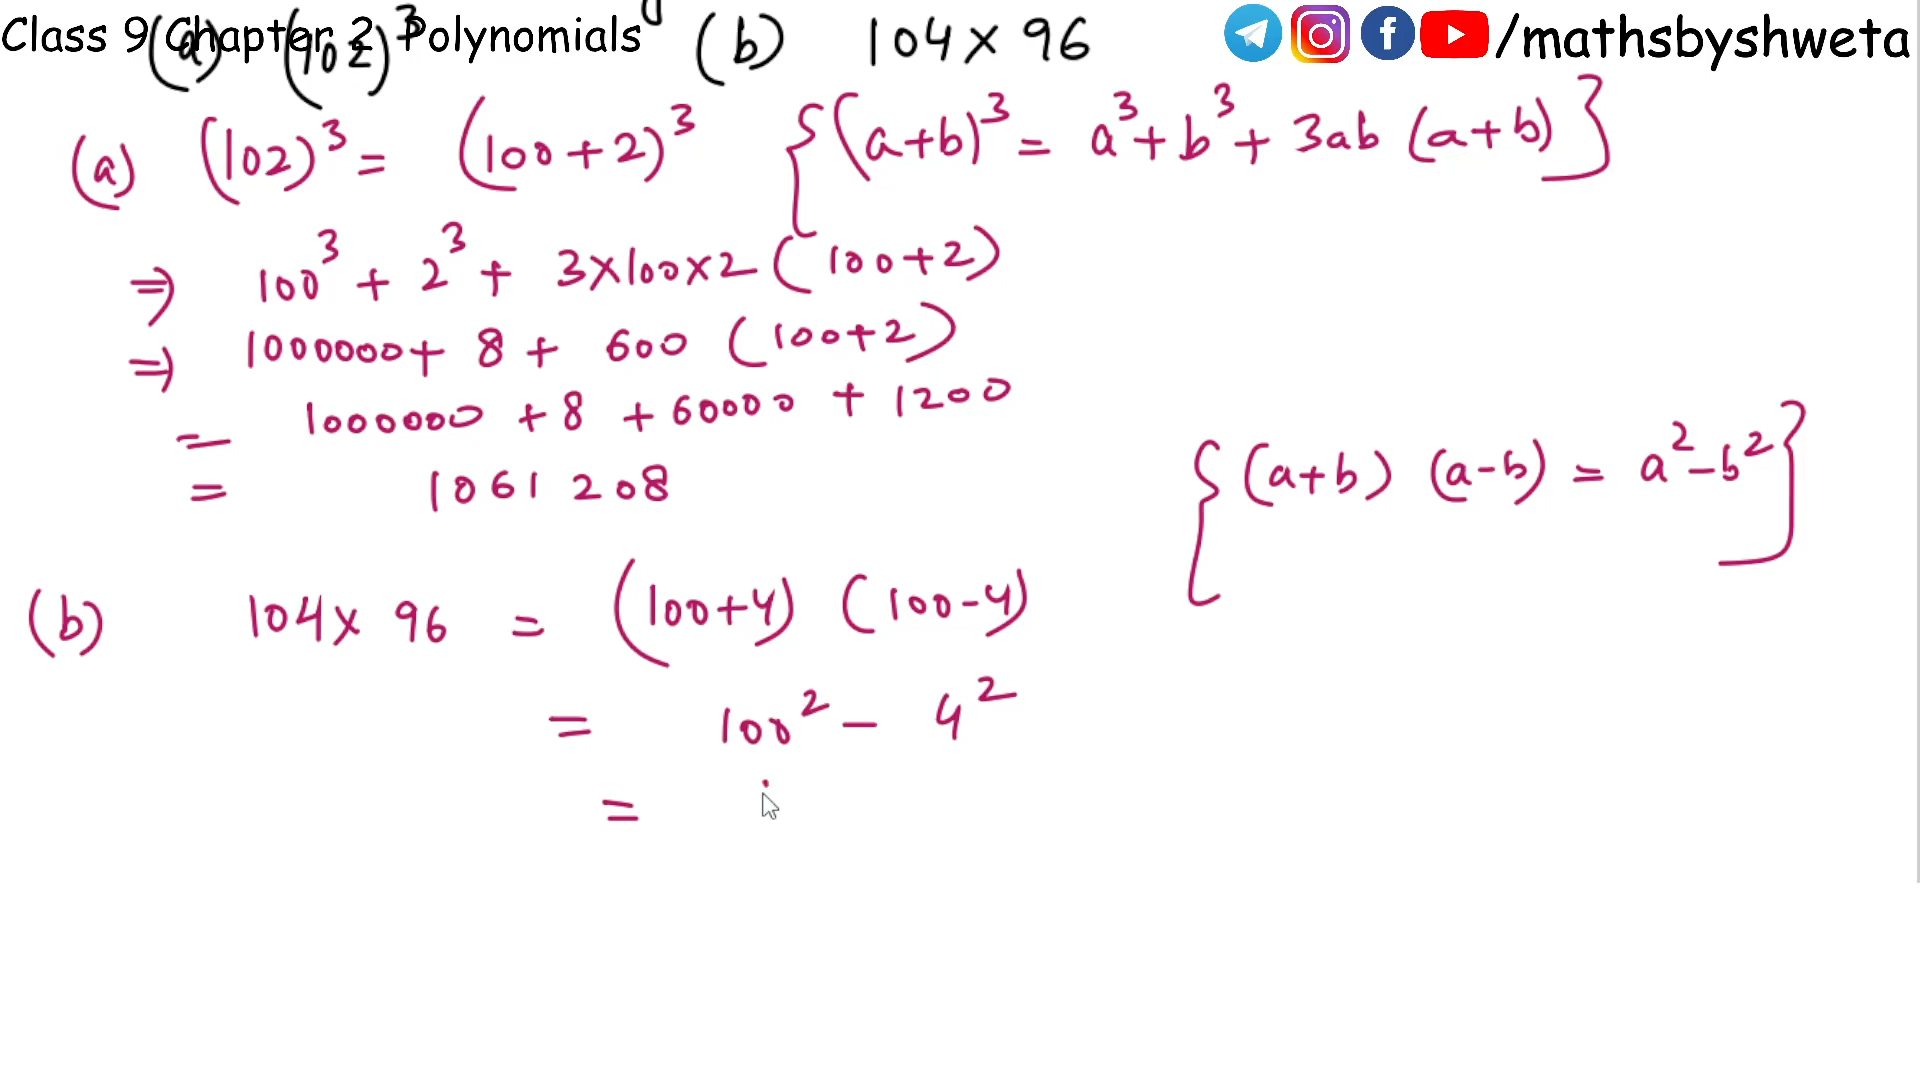 Class 9 Chapter 2 Polynomials /mathsbyshweta
(a) (102)³ (b) 104 × 96
(a) (102)³ = (100+2)³ {(a+b)³ = a³ + b³ + 3ab (a+b)}
⇒ 100³ + 2³ + 3×100×2 (100+2)
⇒ 1000000 + 8 + 600 (100+2)
= 1000000 + 8 + 60000 + 1200
= 1061208
{(a+b) (a-b) = a² - b²}
(b) 104 × 96 = (100+4) (100-4)
= 100² - 4²
=